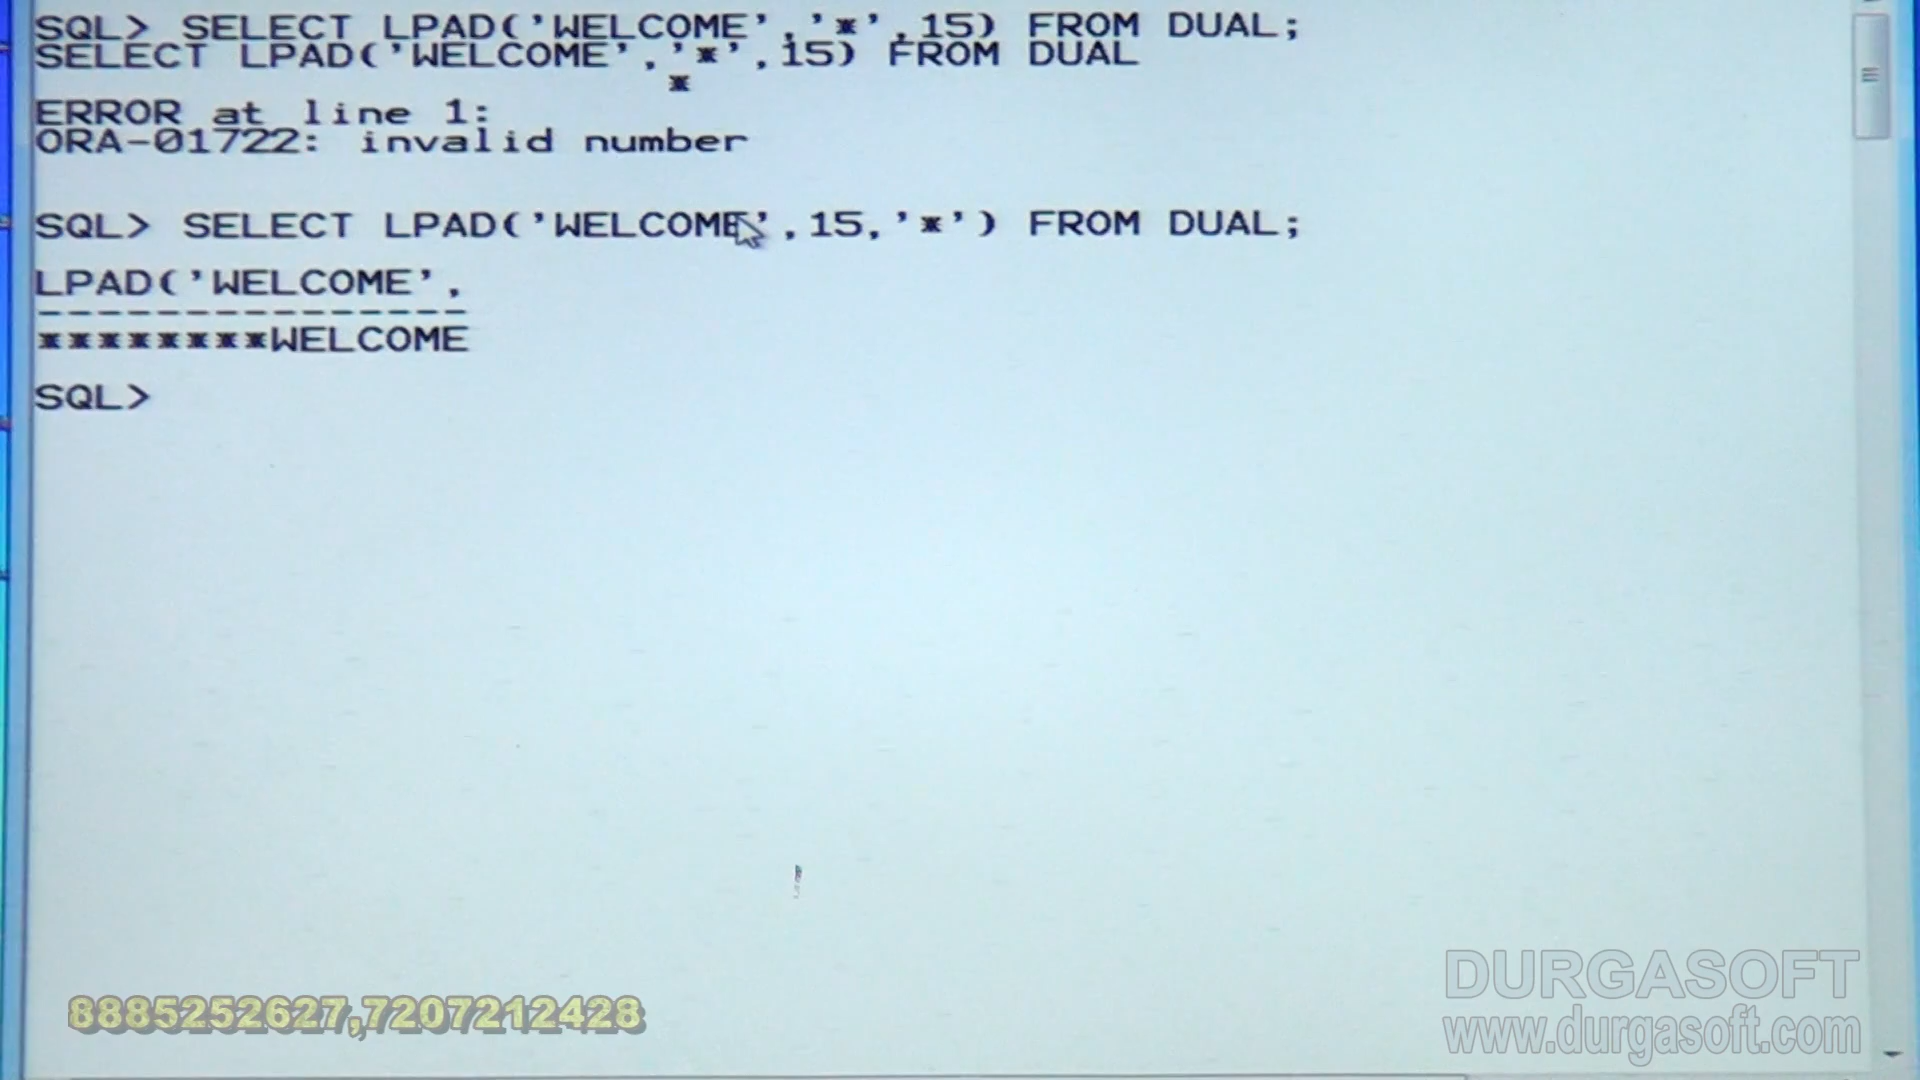 SQL> SELECT LPAD('WELCOME','*',15) FROM DUAL;
SELECT LPAD('WELCOME','*',15) FROM DUAL
*
ERROR at line 1:
ORA-01722: invalid number
SQL> SELECT LPAD('WELCOME',15,'*') FROM DUAL;
LPAD('WELCOME',
---------------
********WELCOME
SQL>
8885252627,7207212428
DURGASOFT
www.durgasoft.com